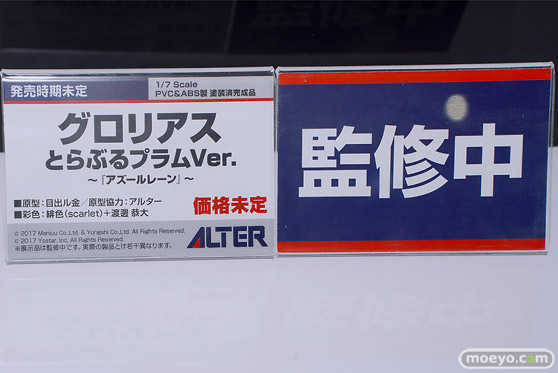 発売時期未定
1/7 Scale
PVC&ABS製 塗装済完成品
グロリアス
とらぶるプラムVer.
～『アズールレーン』～
■原型：目出ル金／原型協力：アルター
■彩色：緋色(scarlet)＋渡邊 恭大
価格未定
© 2017 Manjuu Co.,Ltd. & Yongshi Co.,Ltd. All Rights Reserved.
© 2017 Yostar, Inc. All Rights Reserved.
※展示品は監修中です。実際の製品とは若干異なります。
ALTER
監修中
moeyo.com